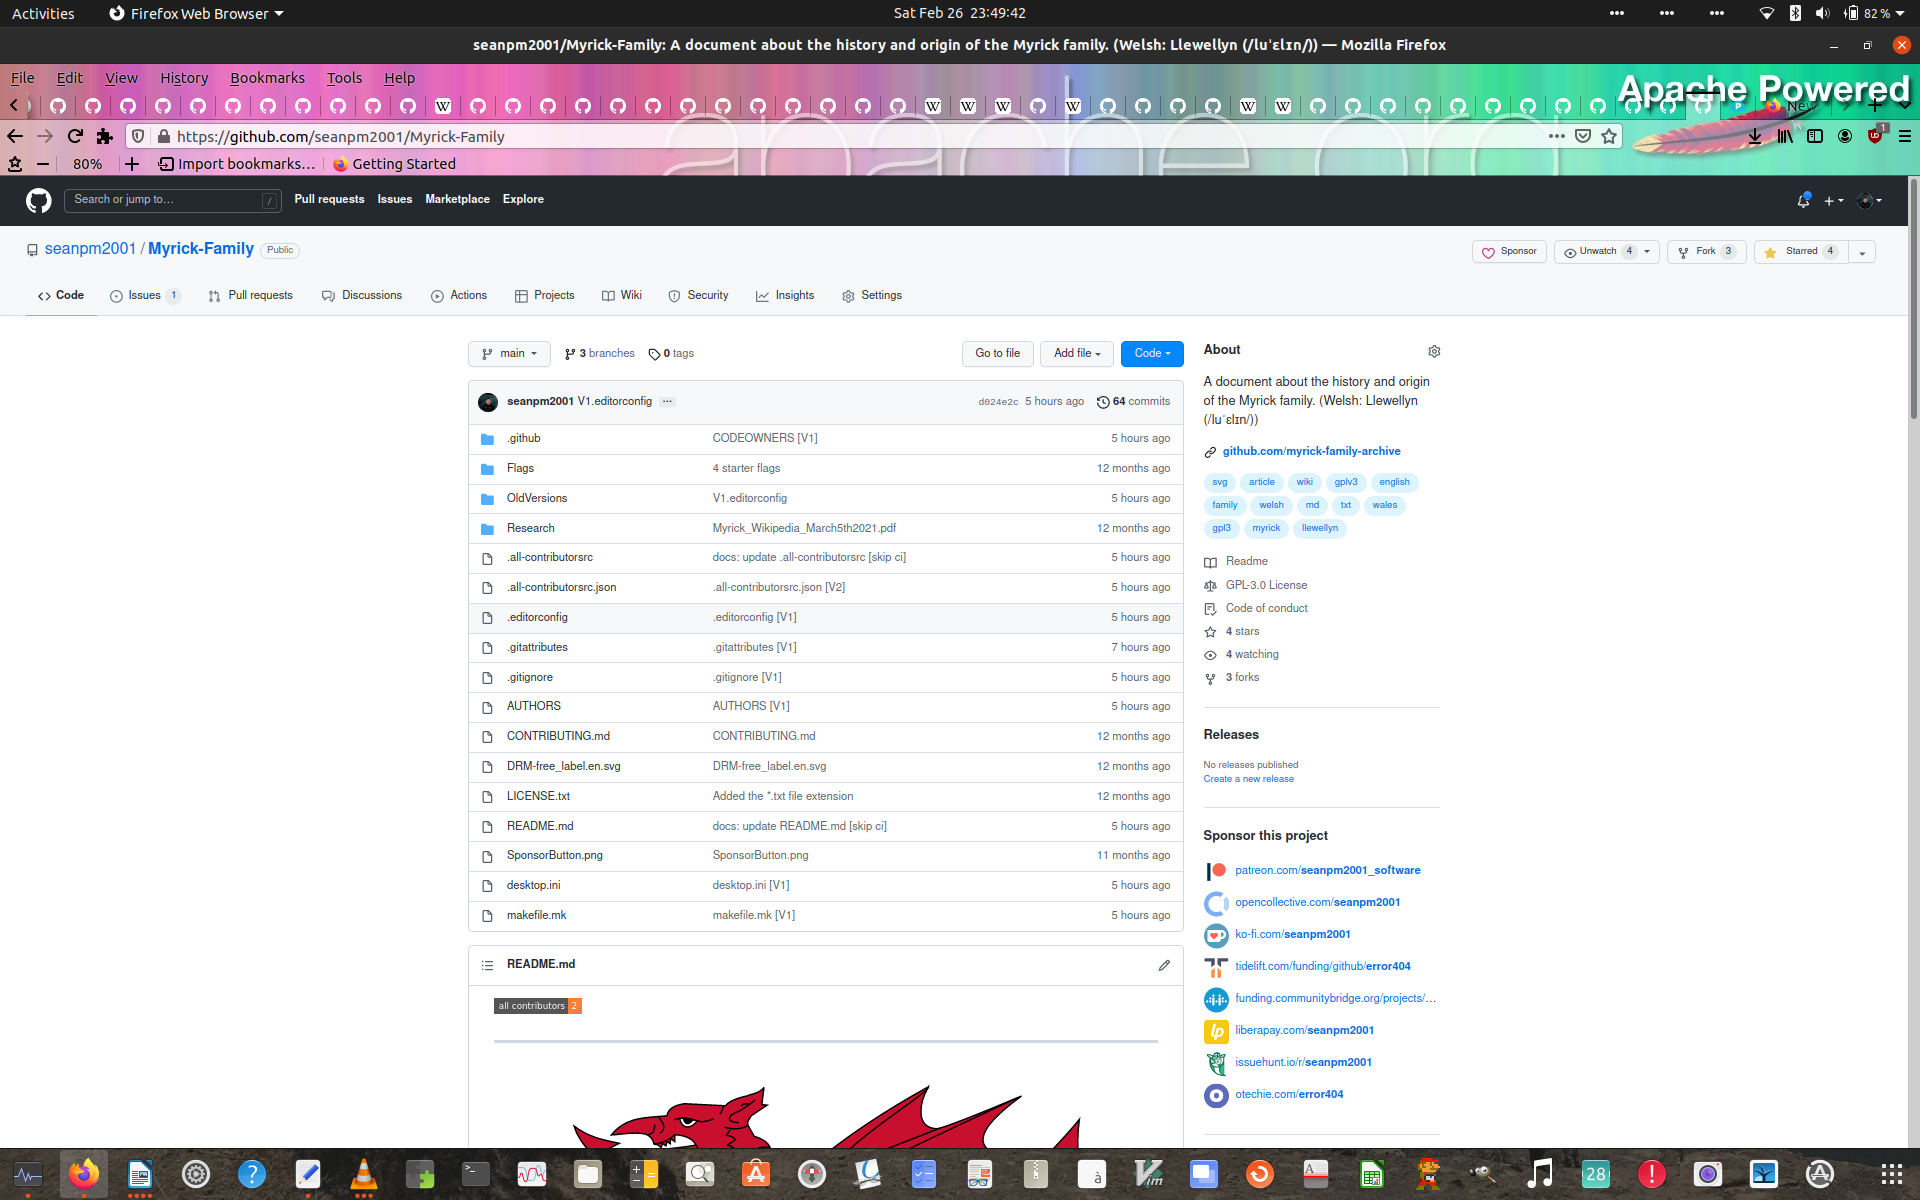 Activities Firefox Web Browser Sat Feb 26 23:49:42 82 %
seanpm2001/Myrick-Family: A document about the history and origin of the Myrick family. (Welsh: Llewellyn (/luˈɛlɪn/)) — Mozilla Firefox
File Edit View History Bookmarks Tools Help
Apache Powered
New
https://github.com/seanpm2001/Myrick-Family
apache.org
80% Import bookmarks… Getting Started
Search or jump to… / Pull requests Issues Marketplace Explore
seanpm2001 / Myrick-Family Public
Sponsor Unwatch 4 Fork 3 Starred 4
Code Issues 1 Pull requests Discussions Actions Projects Wiki Security Insights Settings
main 3 branches 0 tags Go to file Add file Code
seanpm2001 V1.editorconfig ... d024e2c 5 hours ago 64 commits
.github CODEOWNERS [V1] 5 hours ago
Flags 4 starter flags 12 months ago
OldVersions V1.editorconfig 5 hours ago
Research Myrick_Wikipedia_March5th2021.pdf 12 months ago
.all-contributorsrc docs: update .all-contributorsrc [skip ci] 5 hours ago
.all-contributorsrc.json .all-contributorsrc.json [V2] 5 hours ago
.editorconfig .editorconfig [V1] 5 hours ago
.gitattributes .gitattributes [V1] 7 hours ago
.gitignore .gitignore [V1] 5 hours ago
AUTHORS AUTHORS [V1] 5 hours ago
CONTRIBUTING.md CONTRIBUTING.md 12 months ago
DRM-free_label.en.svg DRM-free_label.en.svg 12 months ago
LICENSE.txt Added the *.txt file extension 12 months ago
README.md docs: update README.md [skip ci] 5 hours ago
SponsorButton.png SponsorButton.png 11 months ago
desktop.ini desktop.ini [V1] 5 hours ago
makefile.mk makefile.mk [V1] 5 hours ago
README.md
all contributors 2
About
A document about the history and origin
of the Myrick family. (Welsh: Llewellyn
(/luˈɛlɪn/))
github.com/myrick-family-archive
svg article wiki gplv3 english
family welsh md txt wales
gpl3 myrick llewellyn
Readme
GPL-3.0 License
Code of conduct
4 stars
4 watching
3 forks
Releases
No releases published
Create a new release
Sponsor this project
patreon.com/seanpm2001_software
opencollective.com/seanpm2001
ko-fi.com/seanpm2001
tidelift.com/funding/github/error404
funding.communitybridge.org/projects/…
liberapay.com/seanpm2001
issuehunt.io/r/seanpm2001
otechie.com/error404
28